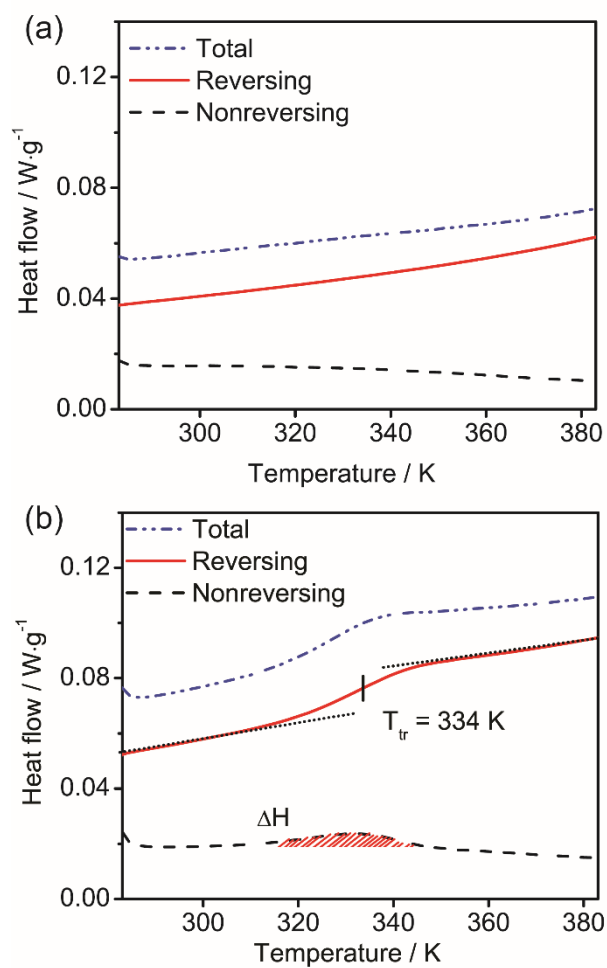 (a)
Total
Reversing
Nonreversing
0.12
0.08
0.04
0.00
Heat flow / W·g⁻¹
300 320 340 360 380
Temperature / K
(b)
Total
Reversing
Nonreversing
0.12
0.08
0.04
0.00
Heat flow / W·g⁻¹
T_tr = 334 K
ΔH
300 320 340 360 380
Temperature / K